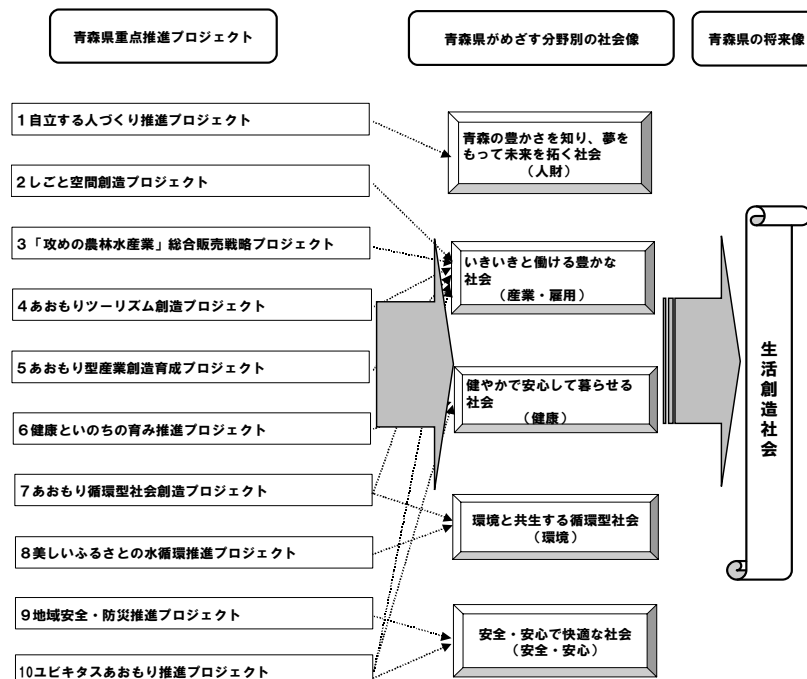 青森県重点推進プロジェクト
青森県がめざす分野別の社会像
青森県の将来像
1自立する人づくり推進プロジェクト
2しごと空間創造プロジェクト
3「攻めの農林水産業」総合販売戦略プロジェクト
4あおもりツーリズム創造プロジェクト
5あおもり型産業創造育成プロジェクト
6健康といのちの育み推進プロジェクト
7あおもり循環型社会創造プロジェクト
8美しいふるさとの水循環推進プロジェクト
9地域安全・防災推進プロジェクト
10ユビキタスあおもり推進プロジェクト
青森の豊かさを知り、夢を
もって未来を拓く社会
（人財）
いきいきと働ける豊かな
社会
（産業・雇用）
健やかで安心して暮らせる
社会
（健康）
環境と共生する循環型社会
（環境）
安全・安心で快適な社会
（安全・安心）
生活創造社会